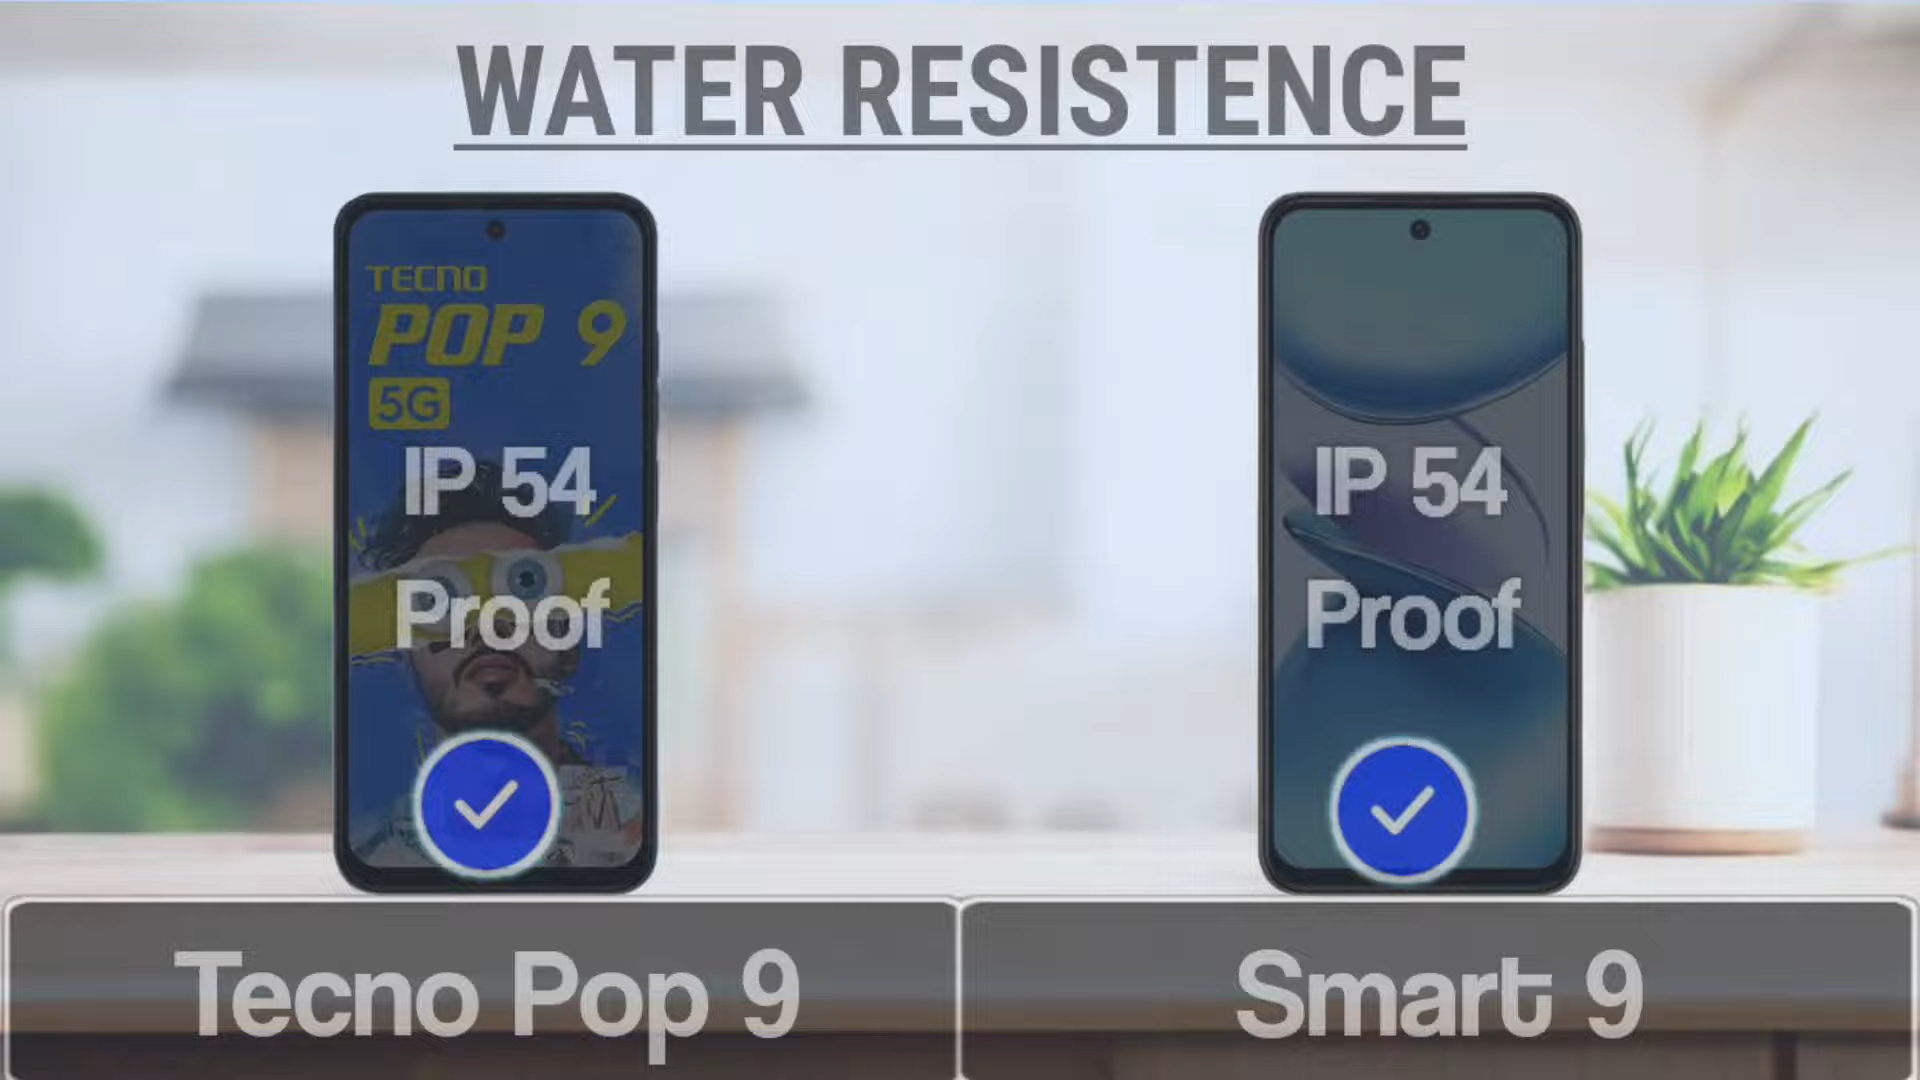 WATER RESISTENCE
TECNO
POP 9
5G
IP 54
Proof
IP 54
Proof
Tecno Pop 9
Smart 9